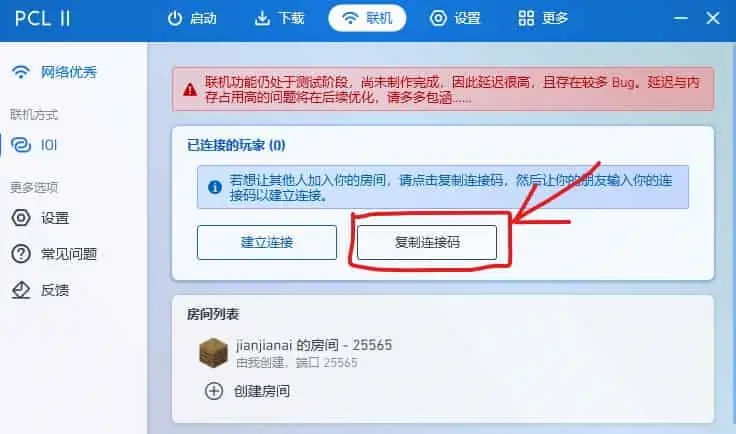 PCL II
启动
下载
联机
设置
更多
网络优秀
联机方式
IOI
更多选项
设置
常见问题
反馈
联机功能仍处于测试阶段，尚未制作完成，因此延迟很高，且存在较多 Bug。延迟与内
存占用高的问题将在后续优化，请多多包涵……
已连接的玩家 (0)
若想让其他人加入你的房间，请点击复制连接码，然后让你的朋友输入你的连
接码以建立连接。
建立连接
复制连接码
房间列表
jianjianai 的房间 - 25565
由我创建，端口 25565
创建房间